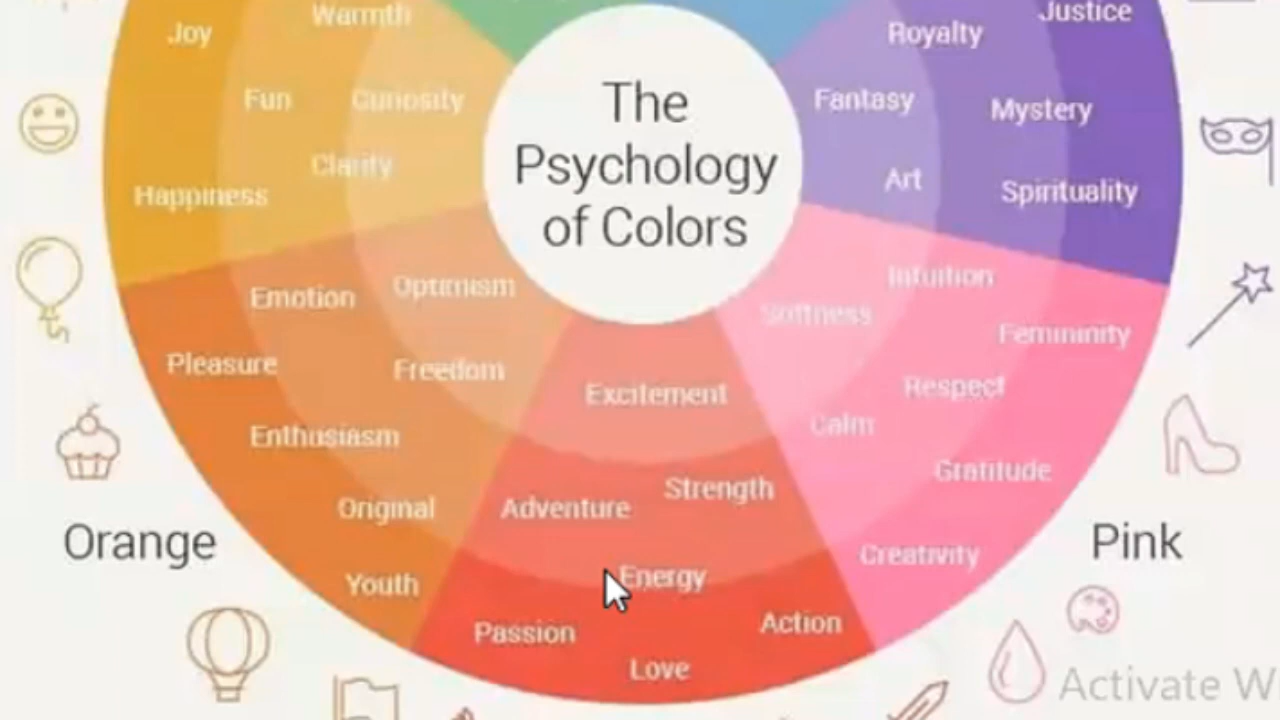 Justice
Warmth
Joy
Royalty
Fun
Curiosity
The
Psychology
of Colors
Fantasy
Mystery
Clarity
Art
Happiness
Spirituality
Emotion
Optimism
Intuition
Softness
Femininity
Pleasure
Freedom
Excitement
Respect
Calm
Enthusiasm
Gratitude
Strength
Original
Adventure
Orange
Pink
Creativity
Youth
Energy
Passion
Action
Love
Activate W